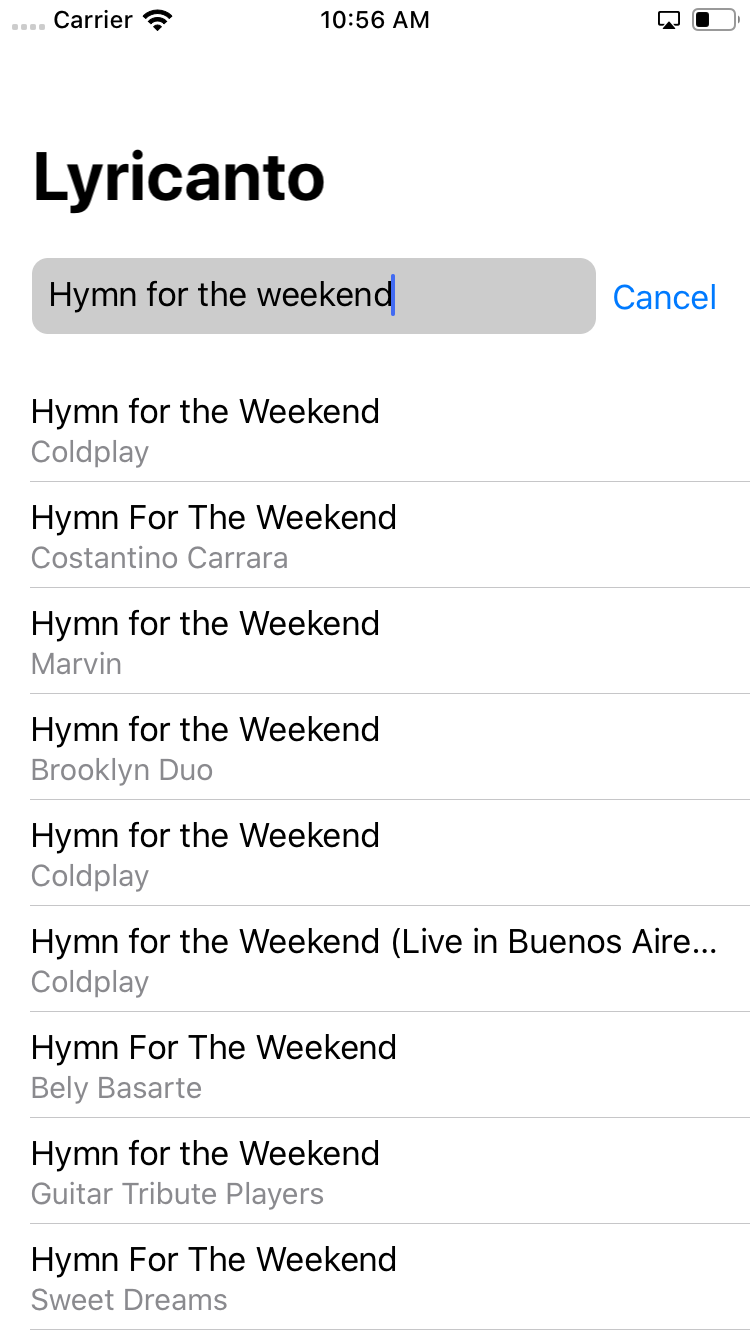 Carrier 10:56 AM
Lyricanto
Hymn for the weekend Cancel
Hymn for the Weekend
Coldplay
Hymn For The Weekend
Costantino Carrara
Hymn for the Weekend
Marvin
Hymn for the Weekend
Brooklyn Duo
Hymn for the Weekend
Coldplay
Hymn for the Weekend (Live in Buenos Aire...
Coldplay
Hymn For The Weekend
Bely Basarte
Hymn for the Weekend
Guitar Tribute Players
Hymn For The Weekend
Sweet Dreams